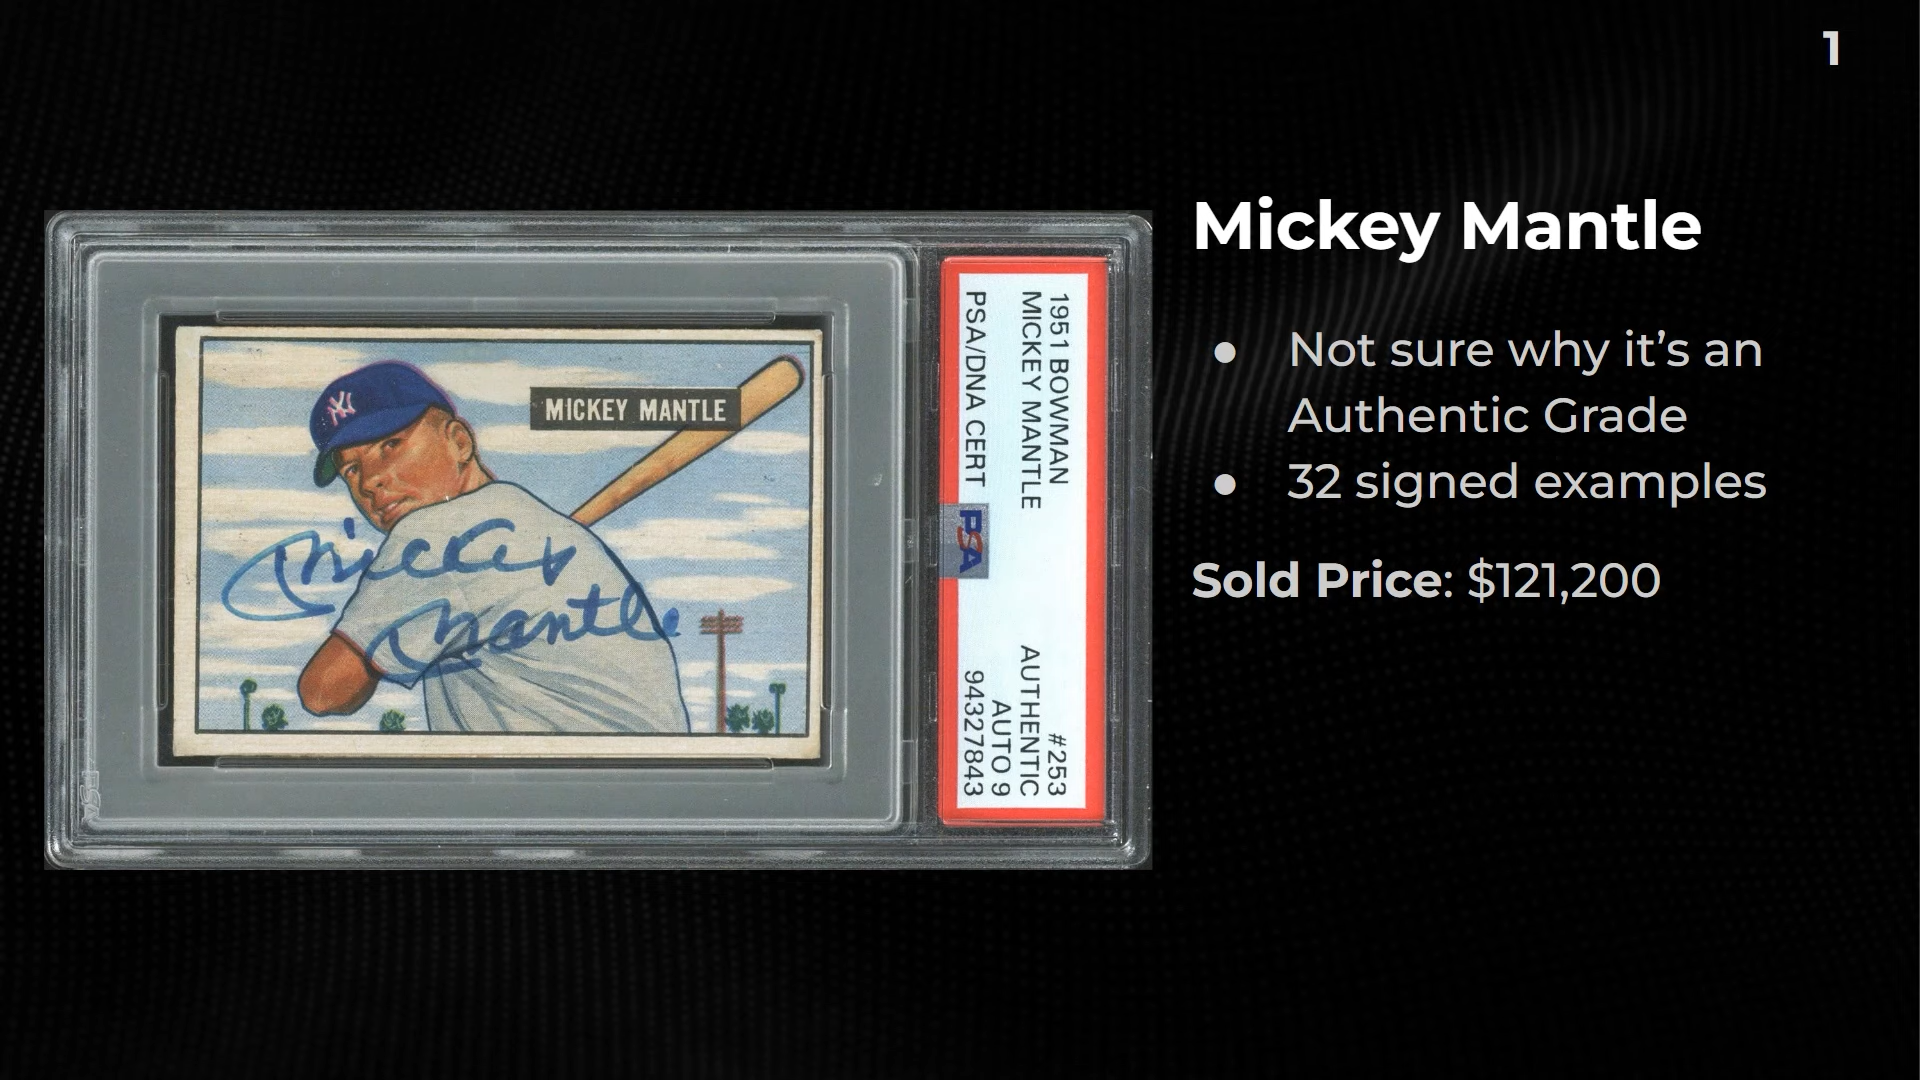 1
Mickey Mantle
● Not sure why it's an
Authentic Grade
● 32 signed examples
Sold Price: $121,200
MICKEY MANTLE
Mickey
Mantle
1951 BOWMAN #253
MICKEY MANTLE AUTHENTIC
AUTO 9
PSA/DNA CERT 94327843
PSA